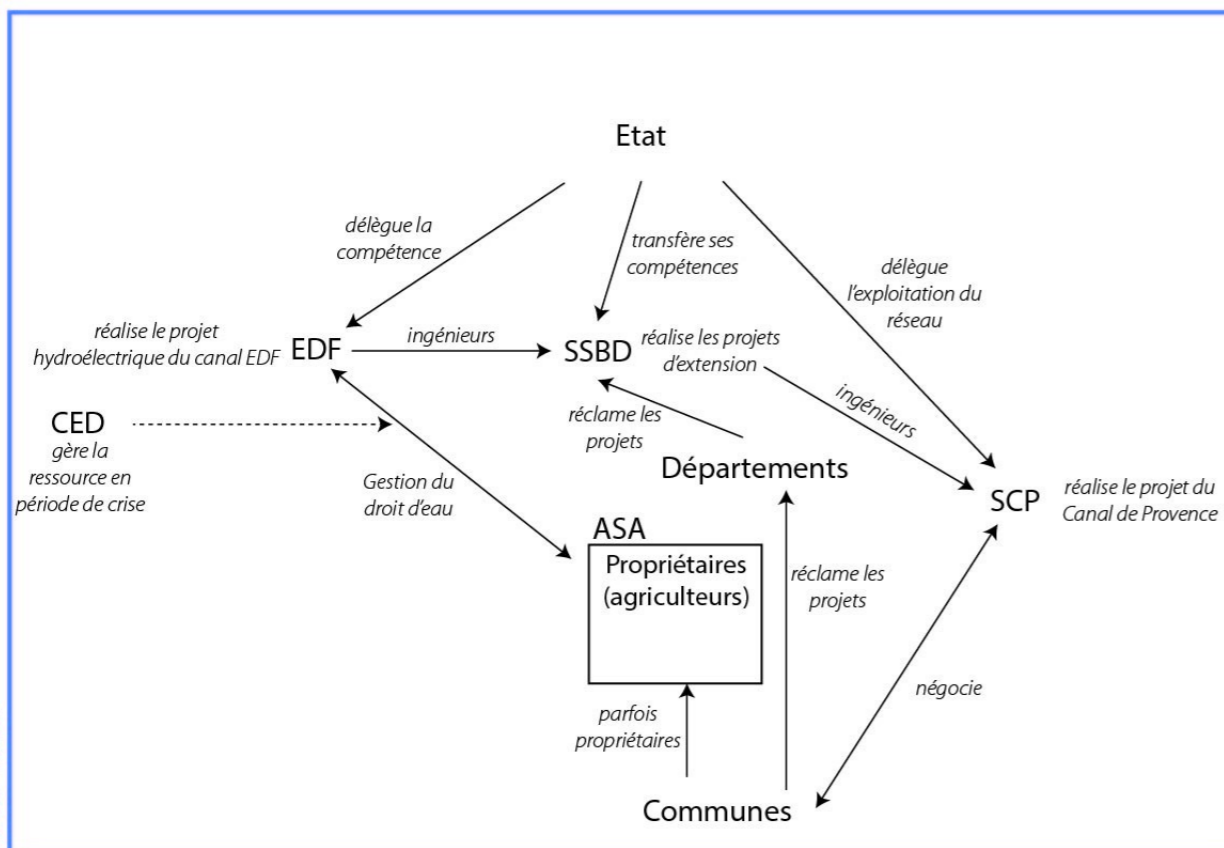 Etat
délègue la
compétence
transfère ses
compétences
délègue
l'exploitation du
réseau
réalise le projet
hydroélectrique du canal EDF
EDF
ingénieurs
SSBD
réalise les projets
d'extension
CED
gère la
ressource en
période de crise
réclame les
projets
ingénieurs
Départements
Gestion du
droit d'eau
SCP
réalise le projet du
Canal de Provence
ASA
Propriétaires
(agriculteurs)
réclame les
projets
négocie
parfois
propriétaires
Communes